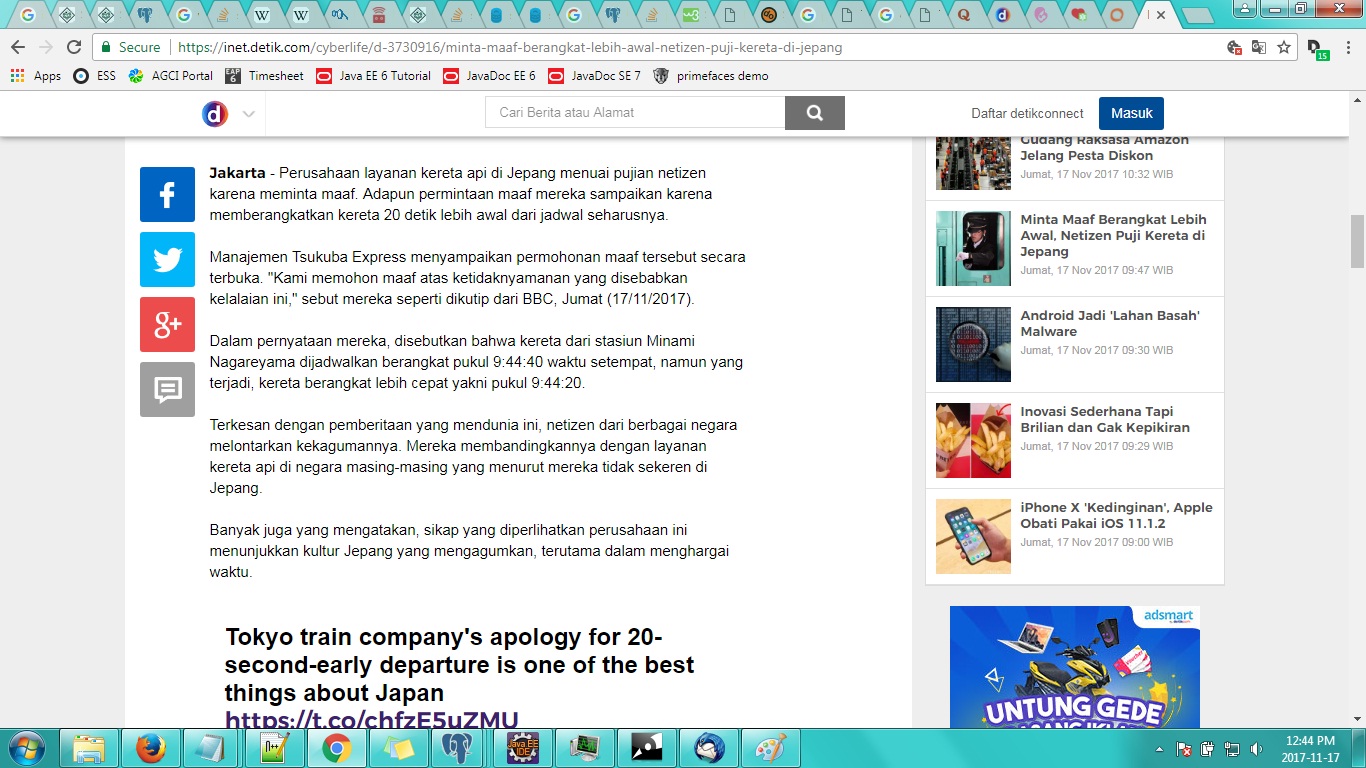 Secure
https://inet.detik.com/cyberlife/d-3730916/minta-maaf-berangkat-lebih-awal-netizen-puji-kereta-di-jepang
15
Apps
ESS
AGCI Portal
EAP 6
Timesheet
Java EE 6 Tutorial
JavaDoc EE 6
JavaDoc SE 7
primefaces demo
d
Cari Berita atau Alamat
Daftar detikconnect
Masuk
f
g+
Jakarta - Perusahaan layanan kereta api di Jepang menuai pujian netizen
karena meminta maaf. Adapun permintaan maaf mereka sampaikan karena
memberangkatkan kereta 20 detik lebih awal dari jadwal seharusnya.
Manajemen Tsukuba Express menyampaikan permohonan maaf tersebut secara
terbuka. "Kami memohon maaf atas ketidaknyamanan yang disebabkan
kelalaian ini," sebut mereka seperti dikutip dari BBC, Jumat (17/11/2017).
Dalam pernyataan mereka, disebutkan bahwa kereta dari stasiun Minami
Nagareyama dijadwalkan berangkat pukul 9:44:40 waktu setempat, namun yang
terjadi, kereta berangkat lebih cepat yakni pukul 9:44:20.
Terkesan dengan pemberitaan yang mendunia ini, netizen dari berbagai negara
melontarkan kekagumannya. Mereka membandingkannya dengan layanan
kereta api di negara masing-masing yang menurut mereka tidak sekeren di
Jepang.
Banyak juga yang mengatakan, sikap yang diperlihatkan perusahaan ini
menunjukkan kultur Jepang yang mengagumkan, terutama dalam menghargai
waktu.
Tokyo train company's apology for 20-
second-early departure is one of the best
things about Japan
https://t.co/chfzE5uZMU
Gudang Raksasa Amazon
Jelang Pesta Diskon
Jumat, 17 Nov 2017 10:32 WIB
Minta Maaf Berangkat Lebih
Awal, Netizen Puji Kereta di
Jepang
Jumat, 17 Nov 2017 09:47 WIB
Android Jadi 'Lahan Basah'
Malware
Jumat, 17 Nov 2017 09:30 WIB
Inovasi Sederhana Tapi
Brilian dan Gak Kepikiran
Jumat, 17 Nov 2017 09:29 WIB
iPhone X 'Kedinginan', Apple
Obati Pakai iOS 11.1.2
Jumat, 17 Nov 2017 09:00 WIB
adsmart
Voucher
UNTUNG GEDE
Java EE
IDE
12:44 PM
2017-11-17